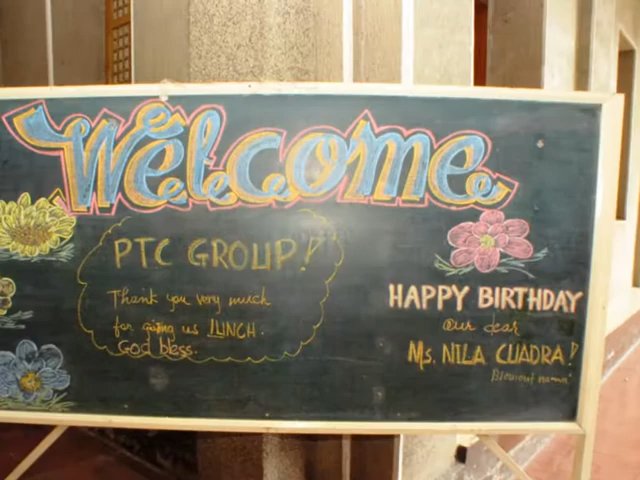 Welcome
PTC GROUP!
Thank you very much
for giving us LUNCH.
God bless.
HAPPY BIRTHDAY
our dear
Ms. NILA CUADRA!